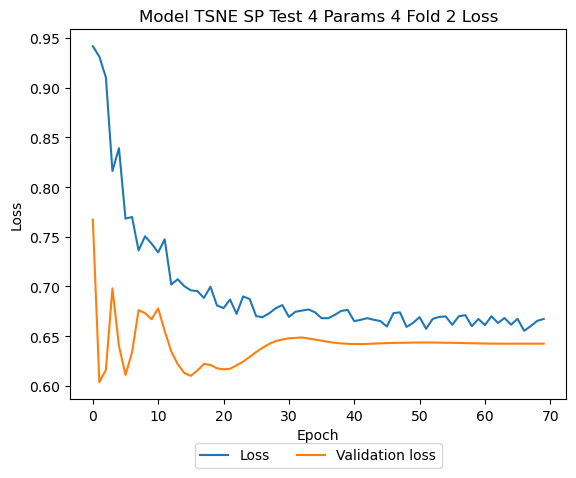 Model TSNE SP Test 4 Params 4 Fold 2 Loss
0.95
0.90
0.85
0.80
0.75
0.70
0.65
0.60
Loss
0 10 20 30 40 50 60 70
Epoch
Loss Validation loss